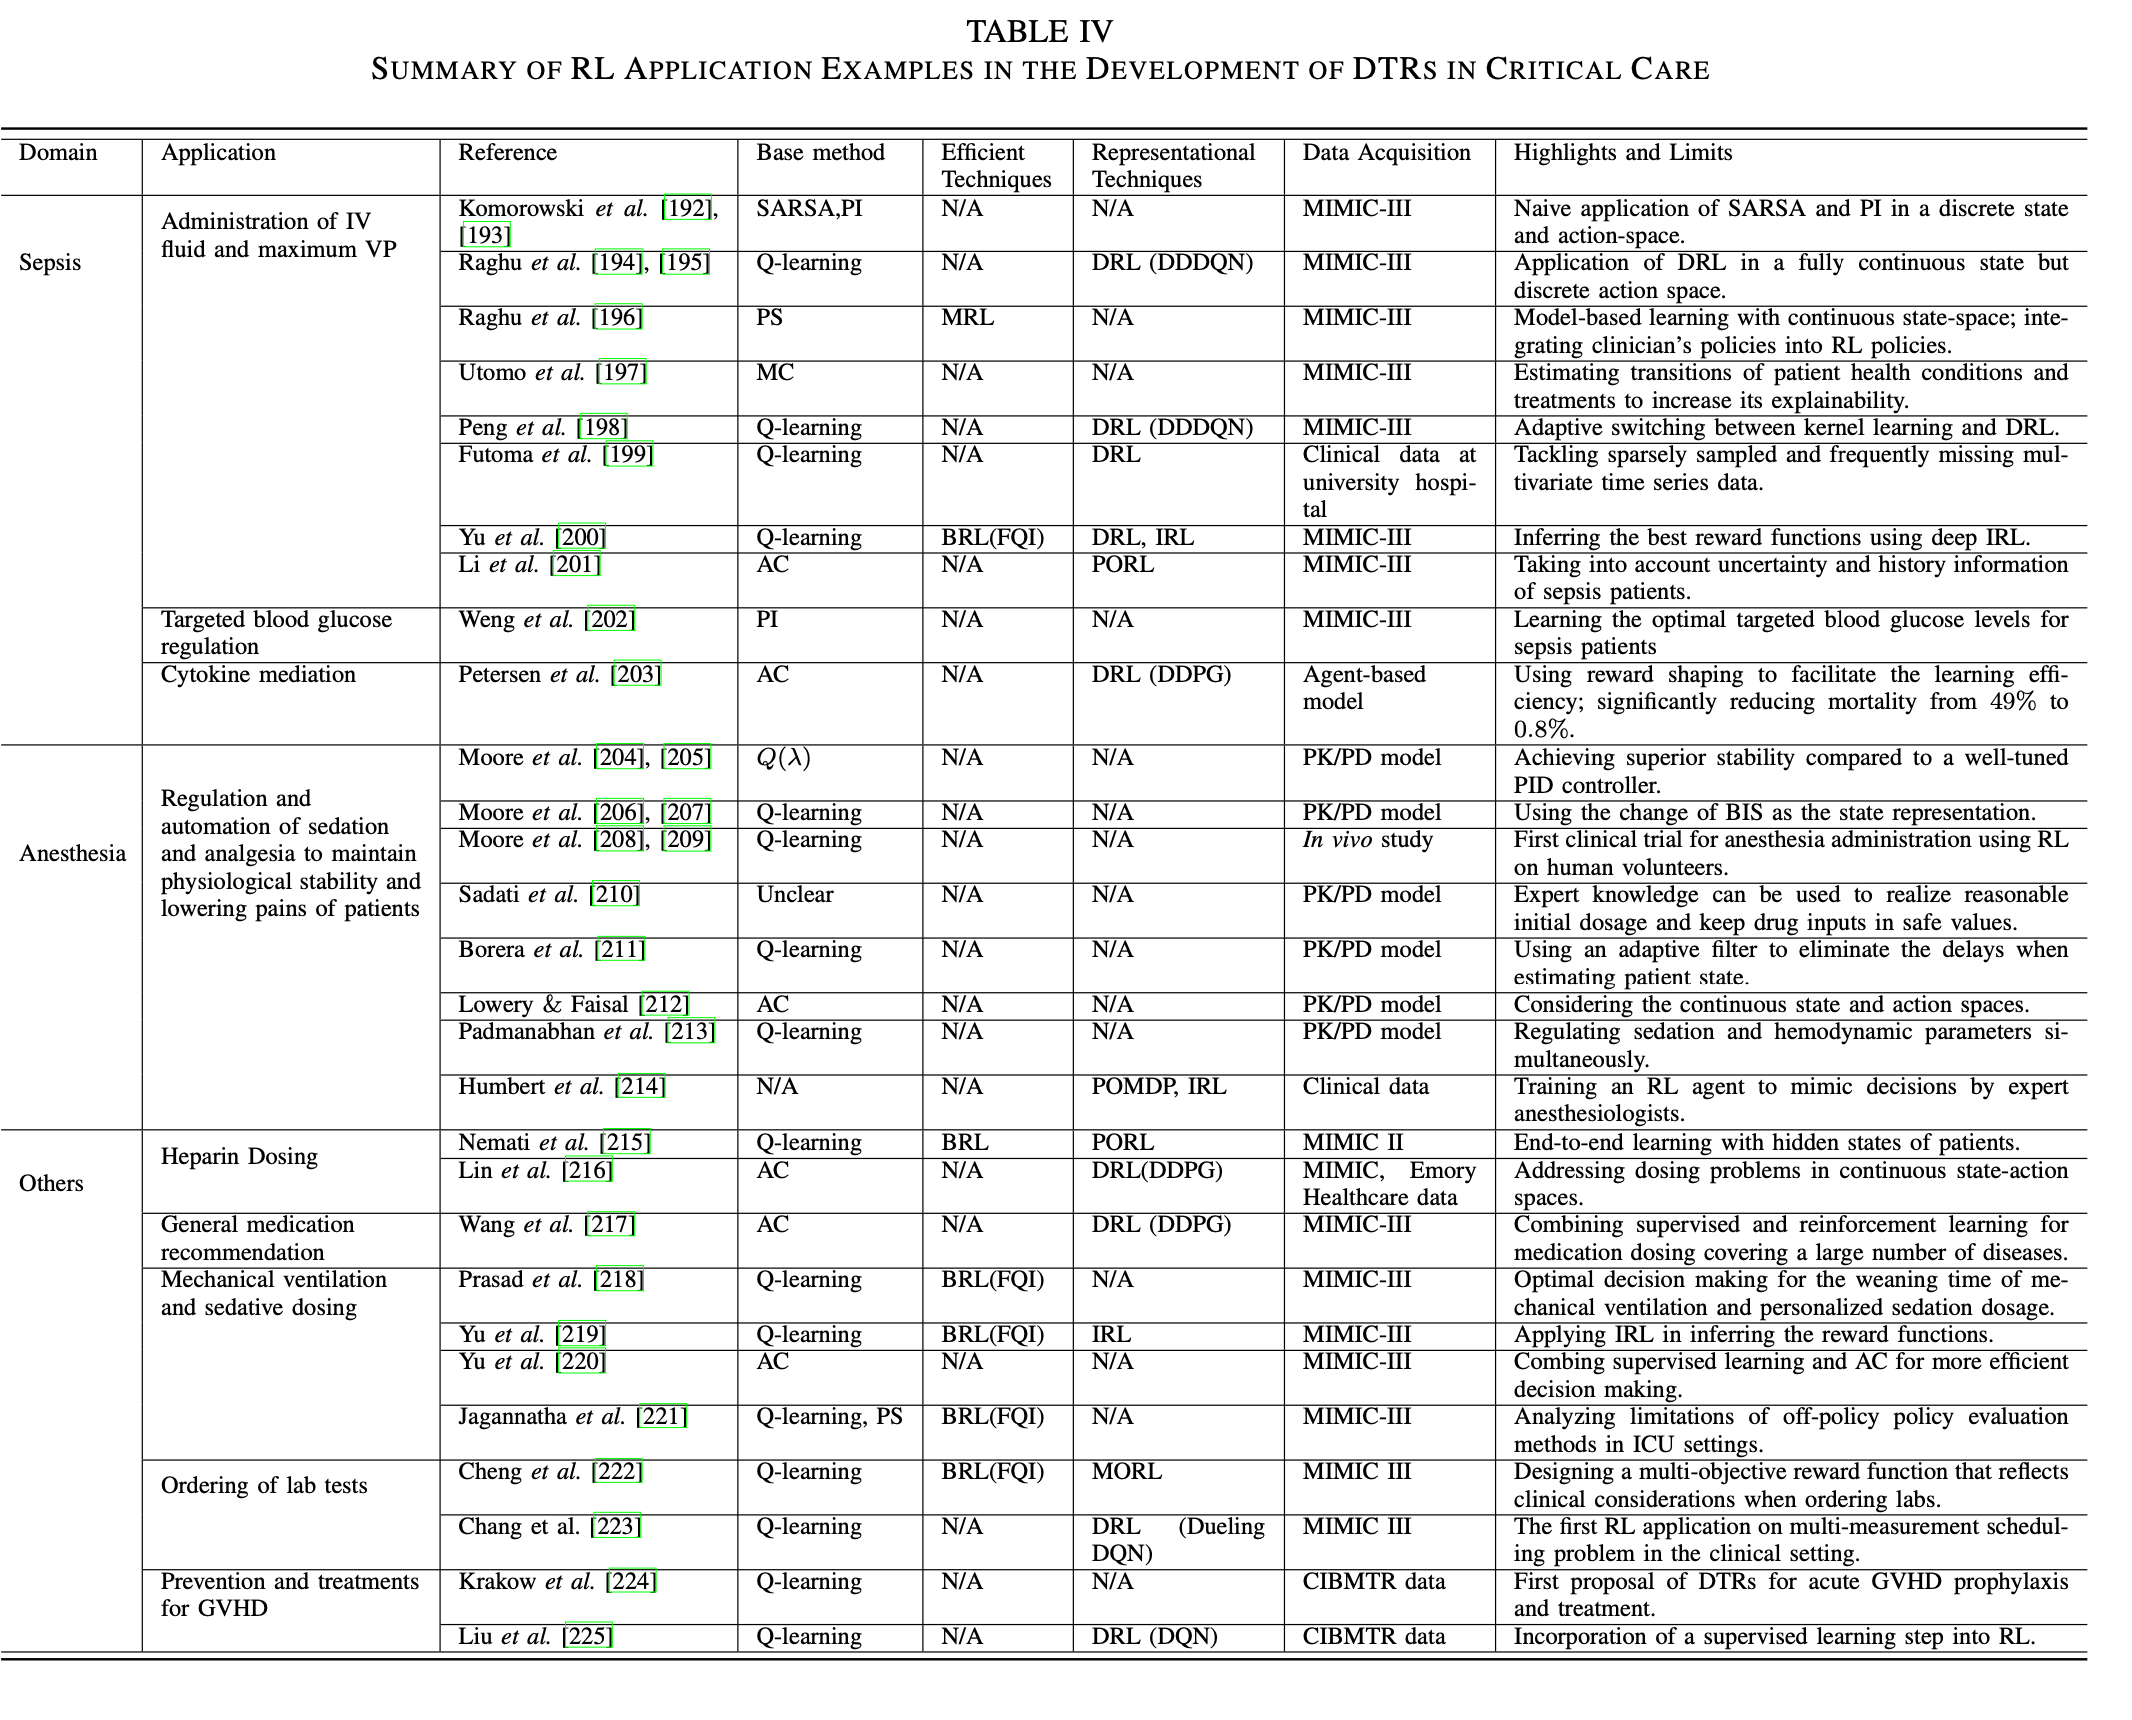 TABLE IV
SUMMARY OF RL APPLICATION EXAMPLES IN THE DEVELOPMENT OF DTRS IN CRITICAL CARE
Domain Application Reference Base method Efficient Techniques Representational Techniques Data Acquisition Highlights and Limits
Sepsis
Administration of IV
fluid and maximum VP
Komorowski et al. [192], [193] SARSA,PI N/A N/A MIMIC-III Naive application of SARSA and PI in a discrete state
and action-space.
Raghu et al. [194], [195] Q-learning N/A DRL (DDDQN) MIMIC-III Application of DRL in a fully continuous state but
discrete action space.
Raghu et al. [196] PS MRL N/A MIMIC-III Model-based learning with continuous state-space; inte-
grating clinician's policies into RL policies.
Utomo et al. [197] MC N/A N/A MIMIC-III Estimating transitions of patient health conditions and
treatments to increase its explainability.
Peng et al. [198] Q-learning N/A DRL (DDDQN) MIMIC-III Adaptive switching between kernel learning and DRL.
Futoma et al. [199] Q-learning N/A DRL Clinical data at university hospi-tal Tackling sparsely sampled and frequently missing mul-
tivariate time series data.
Yu et al. [200] Q-learning BRL(FQI) DRL, IRL MIMIC-III Inferring the best reward functions using deep IRL.
Li et al. [201] AC N/A PORL MIMIC-III Taking into account uncertainty and history information
of sepsis patients.
Targeted blood glucose
regulation
Weng et al. [202] PI N/A N/A MIMIC-III Learning the optimal targeted blood glucose levels for
sepsis patients
Cytokine mediation Petersen et al. [203] AC N/A DRL (DDPG) Agent-based model Using reward shaping to facilitate the learning effi-
ciency; significantly reducing mortality from 49% to
0.8%.
Anesthesia
Regulation and
automation of sedation
and analgesia to maintain
physiological stability and
lowering pains of patients
Moore et al. [204], [205] Q(λ) N/A N/A PK/PD model Achieving superior stability compared to a well-tuned
PID controller.
Moore et al. [206], [207] Q-learning N/A N/A PK/PD model Using the change of BIS as the state representation.
Moore et al. [208], [209] Q-learning N/A N/A In vivo study First clinical trial for anesthesia administration using RL
on human volunteers.
Sadati et al. [210] Unclear N/A N/A PK/PD model Expert knowledge can be used to realize reasonable
initial dosage and keep drug inputs in safe values.
Borera et al. [211] Q-learning N/A N/A PK/PD model Using an adaptive filter to eliminate the delays when
estimating patient state.
Lowery & Faisal [212] AC N/A N/A PK/PD model Considering the continuous state and action spaces.
Padmanabhan et al. [213] Q-learning N/A N/A PK/PD model Regulating sedation and hemodynamic parameters si-
multaneously.
Humbert et al. [214] N/A N/A POMDP, IRL Clinical data Training an RL agent to mimic decisions by expert
anesthesiologists.
Others
Heparin Dosing
Nemati et al. [215] Q-learning BRL PORL MIMIC II End-to-end learning with hidden states of patients.
Lin et al. [216] AC N/A DRL(DDPG) MIMIC, Emory Healthcare data Addressing dosing problems in continuous state-action
spaces.
General medication
recommendation
Wang et al. [217] AC N/A DRL (DDPG) MIMIC-III Combining supervised and reinforcement learning for
medication dosing covering a large number of diseases.
Mechanical ventilation
and sedative dosing
Prasad et al. [218] Q-learning BRL(FQI) N/A MIMIC-III Optimal decision making for the weaning time of me-
chanical ventilation and personalized sedation dosage.
Yu et al. [219] Q-learning BRL(FQI) IRL MIMIC-III Applying IRL in inferring the reward functions.
Yu et al. [220] AC N/A N/A MIMIC-III Combing supervised learning and AC for more efficient
decision making.
Jagannatha et al. [221] Q-learning, PS BRL(FQI) N/A MIMIC-III Analyzing limitations of off-policy policy evaluation
methods in ICU settings.
Ordering of lab tests
Cheng et al. [222] Q-learning BRL(FQI) MORL MIMIC III Designing a multi-objective reward function that reflects
clinical considerations when ordering labs.
Chang et al. [223] Q-learning N/A DRL (Dueling DQN) MIMIC III The first RL application on multi-measurement schedul-
ing problem in the clinical setting.
Prevention and treatments
for GVHD
Krakow et al. [224] Q-learning N/A N/A CIBMTR data First proposal of DTRs for acute GVHD prophylaxis
and treatment.
Liu et al. [225] Q-learning N/A DRL (DQN) CIBMTR data Incorporation of a supervised learning step into RL.